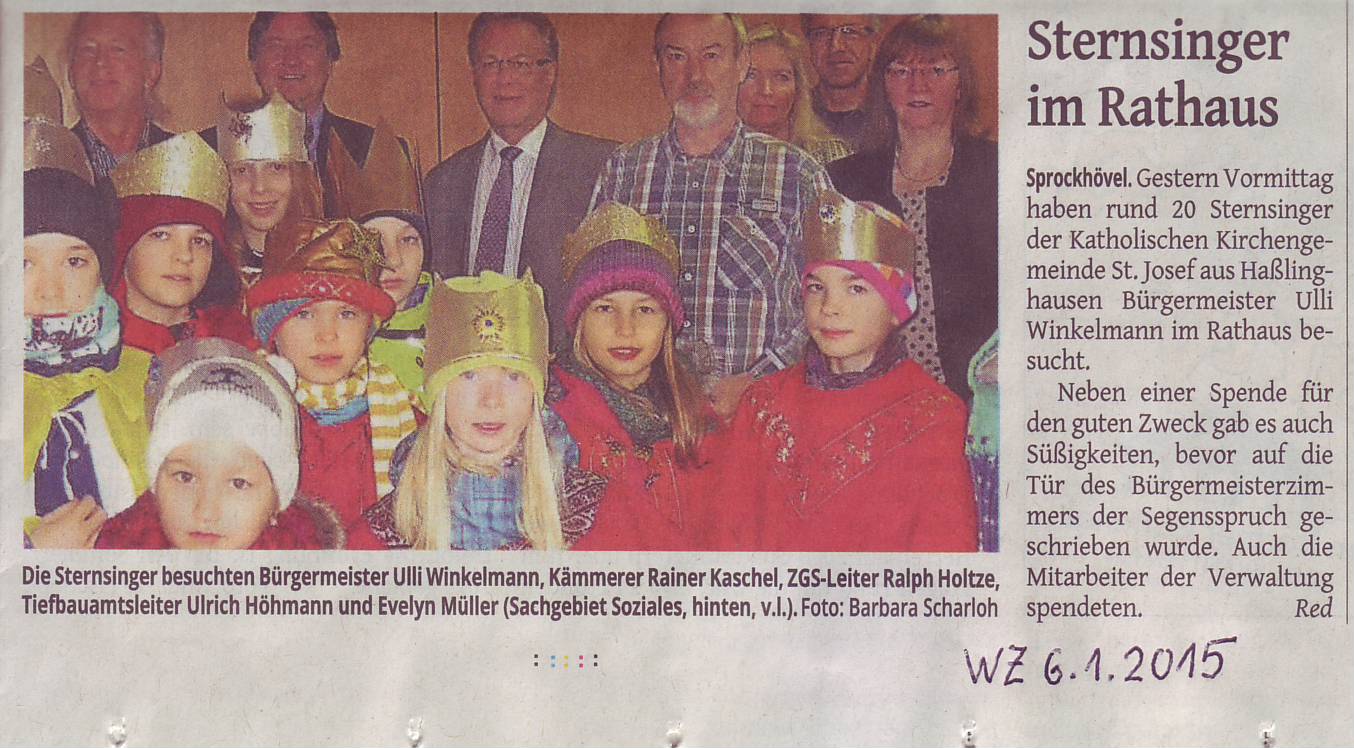 Sternsinger
im Rathaus
Sprockhövel. Gestern Vormittag
haben rund 20 Sternsinger
der Katholischen Kirchenge-
meinde St. Josef aus Haßling-
hausen Bürgermeister Ulli
Winkelmann im Rathaus be-
sucht.
Neben einer Spende für
den guten Zweck gab es auch
Süßigkeiten, bevor auf die
Tür des Bürgermeisterzim-
mers der Segensspruch ge-
schrieben wurde. Auch die
Mitarbeiter der Verwaltung
spendeten. Red
Die Sternsinger besuchten Bürgermeister Ulli Winkelmann, Kämmerer Rainer Kaschel, ZGS-Leiter Ralph Holtze,
Tiefbauamtsleiter Ulrich Höhmann und Evelyn Müller (Sachgebiet Soziales, hinten, v.l.). Foto: Barbara Scharloh
WZ 6.1.2015